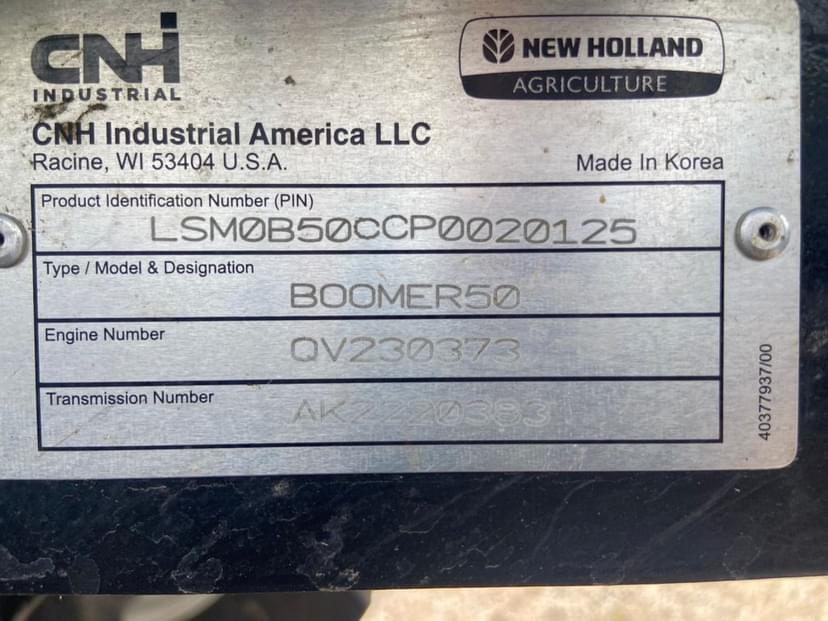 CNH
INDUSTRIAL
NEW HOLLAND
AGRICULTURE
CNH Industrial America LLC
Racine, WI 53404 U.S.A.
Made In Korea
Product Identification Number (PIN)
LSM0B50CCP0020125
Type / Model & Designation
BOOMER50
Engine Number
QV230373
Transmission Number
40377937/00